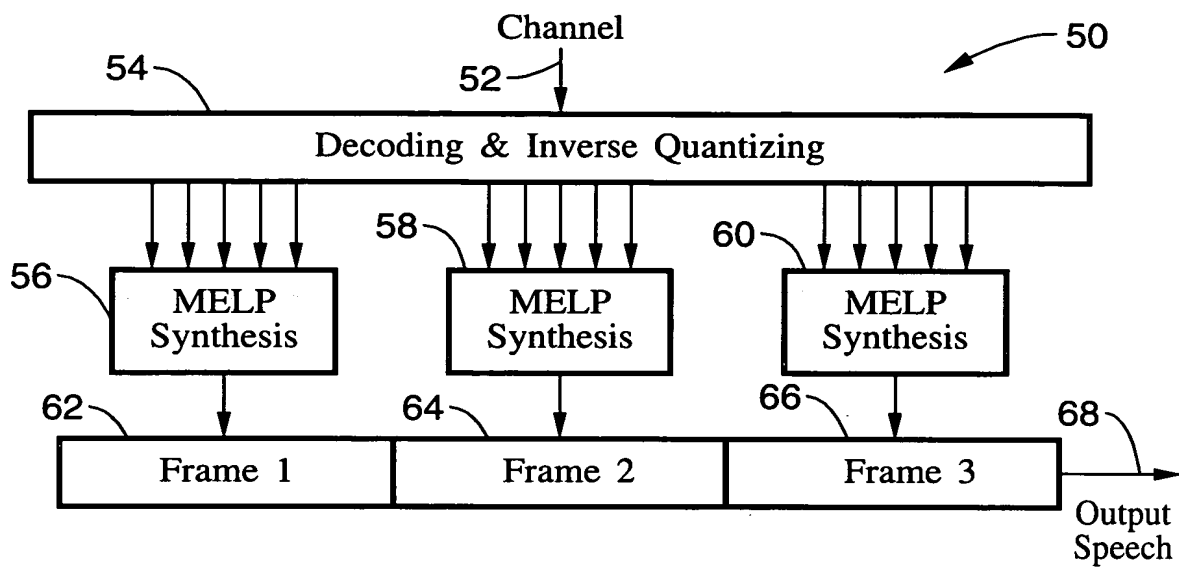 Channel
50
52
54
Decoding & Inverse Quantizing
56
58
60
MELP
Synthesis
MELP
Synthesis
MELP
Synthesis
62
64
66
68
Frame 1
Frame 2
Frame 3
Output
Speech